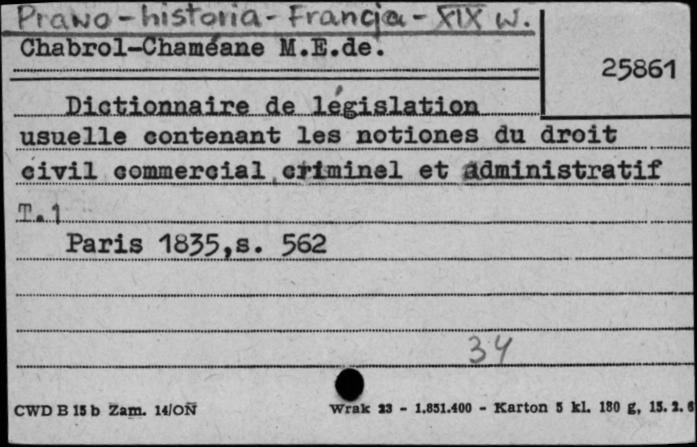 Prawo - historia - Francja - XIX w.
Chabrol-Chaméane M.E.de.
25861
Dictionnaire de législation
usuelle contenant les notiones du droit
civil commercial criminel et administratif
T.1
Paris 1835,s. 562
34
CWD B 15 b Zam. 14/ON Wrak 23 - 1.851.400 - Karton 5 kl. 180 g, 15.2.6